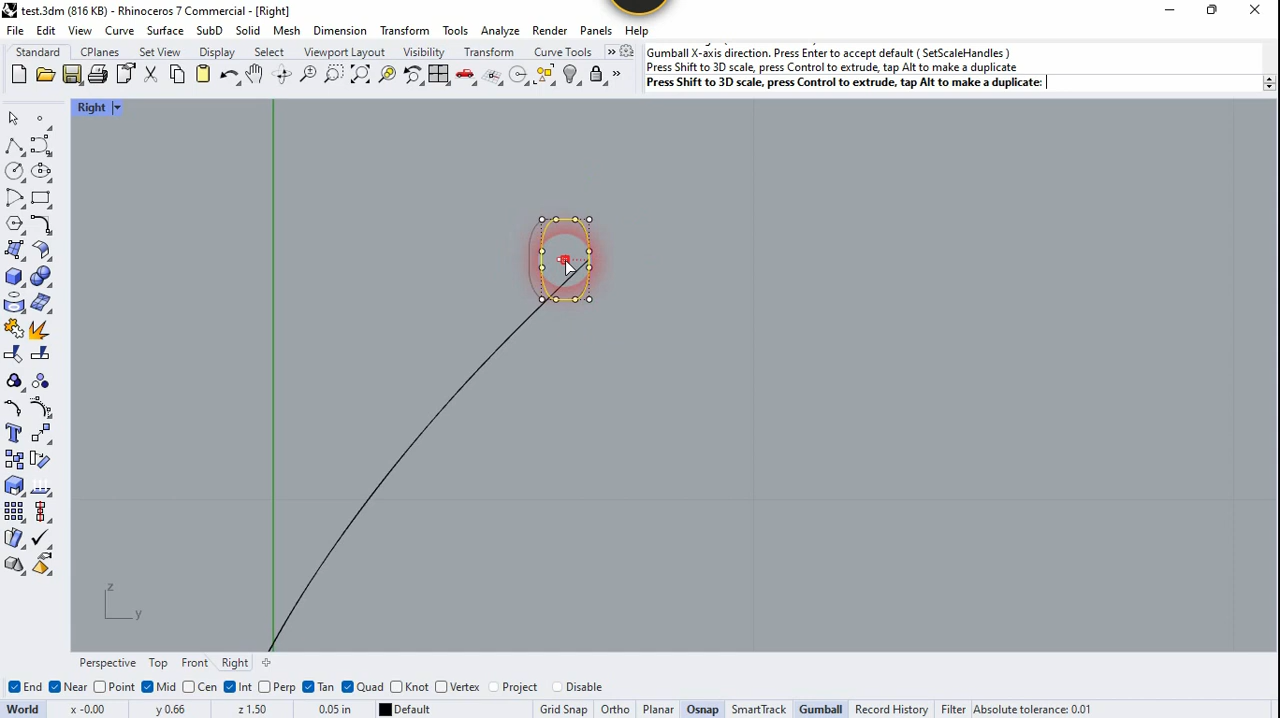 test.3dm (816 KB) - Rhinoceros 7 Commercial - [Right]
File Edit View Curve Surface SubD Solid Mesh Dimension Transform Tools Analyze Render Panels Help
Gumball X-axis direction. Press Enter to accept default ( SetScaleHandles )
Press Shift to 3D scale, press Control to extrude, tap Alt to make a duplicate
Press Shift to 3D scale, press Control to extrude, tap Alt to make a duplicate:
Standard CPlanes Set View Display Select Viewport Layout Visibility Transform Curve Tools »
Right
z
y
Perspective Top Front Right
End Near Point Mid Cen Int Perp Tan Quad Knot Vertex Project Disable
World x -0.00 y 0.66 z 1.50 0.05 in Default Grid Snap Ortho Planar Osnap SmartTrack Gumball Record History Filter Absolute tolerance: 0.01